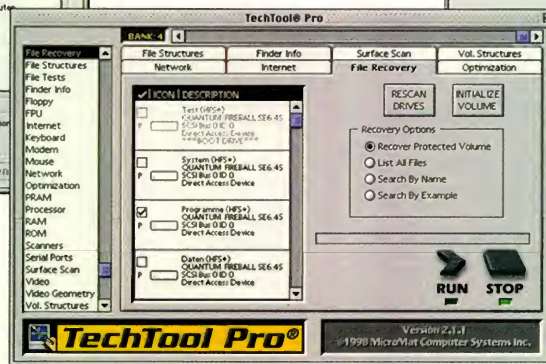 TechTool® Pro
BANK: 4
File Structures
Finder Info
Surface Scan
Vol. Structures
Network
Internet
File Recovery
Optimization
File Recovery
File Structures
File Tests
Finder Info
Floppy
FPU
Internet
Keyboard
Modem
Mouse
Network
Optimization
PRAM
Processor
RAM
ROM
Scanners
Serial Ports
Surface Scan
Video
Video Geometry
Vol. Structures
ICON DESCRIPTION
Test (HFS+)
QUANTUM FIREBALL SE6.4S
P SCSI Bus 0 ID 0
Direct Access Device
***BOOT DRIVE***
System (HFS+)
QUANTUM FIREBALL SE6.4S
P SCSI Bus 0 ID 0
Direct Access Device
Programme (HFS+)
QUANTUM FIREBALL SE6.4S
P SCSI Bus 0 ID 0
Direct Access Device
Daten (HFS+)
QUANTUM FIREBALL SE6.4S
P SCSI Bus 0 ID 0
Direct Access Device
RESCAN
DRIVES
INITIALIZE
VOLUME
Recovery Options
Recover Protected Volume
List All Files
Search By Name
Search By Example
RUN
STOP
TechTool Pro®
Version 2.1.1
©1998 MicroMat Computer Systems Inc.